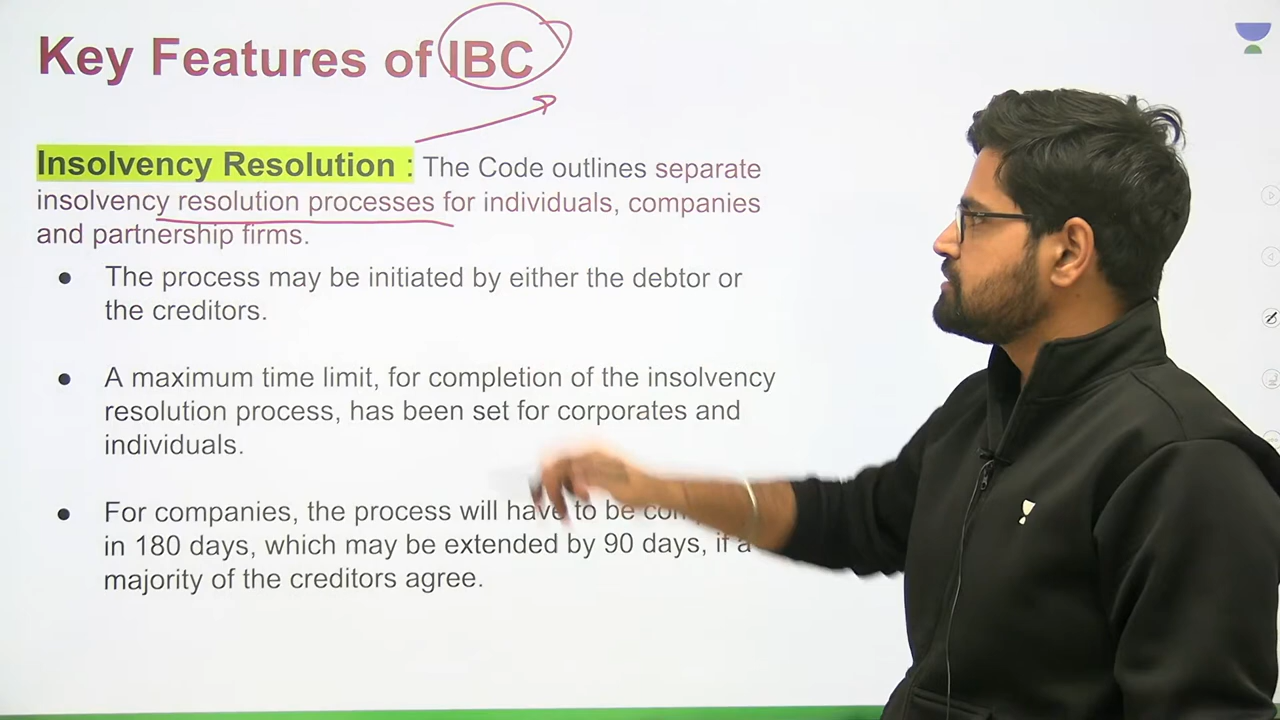 Key Features of IBC
Insolvency Resolution : The Code outlines separate
insolvency resolution processes for individuals, companies
and partnership firms.
● The process may be initiated by either the debtor or
the creditors.
● A maximum time limit, for completion of the insolvency
resolution process, has been set for corporates and
individuals.
● For companies, the process will have to be
in 180 days, which may be extended by 90 days, if a
majority of the creditors agree.